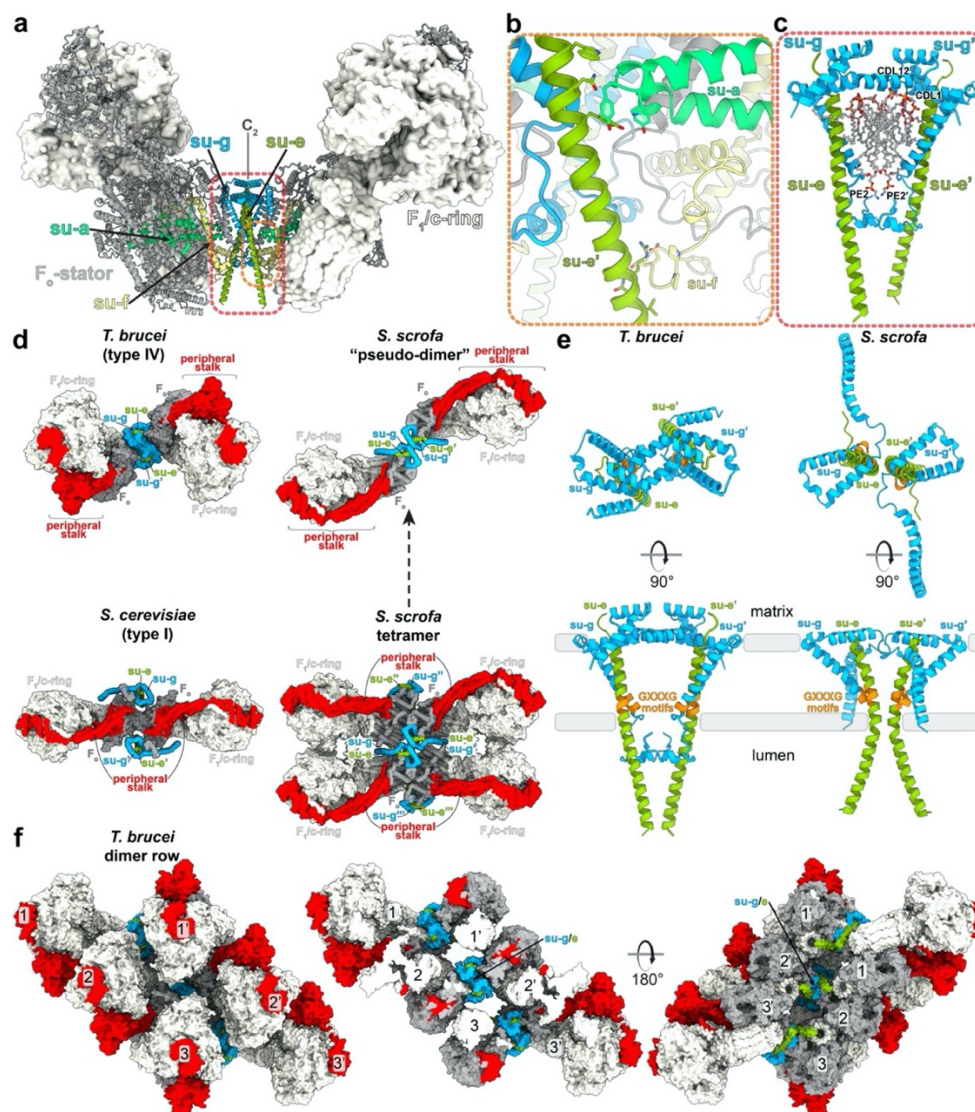 a
su-g
C₂
su-e
su-a
Fₒ-stator
su-f
F₁/c-ring
b
su-a
su-e'
su-f
c
su-g
su-g'
CDL12
CDL1
su-e
su-e'
PE2
PE2'
d
T. brucei
(type IV)
peripheral
stalk
F₁/c-ring
Fₒ
su-g
su-e
su-e'
su-g'
Fₒ
F₁/c-ring
peripheral
stalk
S. scrofa
"pseudo-dimer"
peripheral
stalk
Fₒ
su-g
su-e
su-e'
su-g'
F₁/c-ring
F₁/c-ring
Fₒ
peripheral
stalk
S. cerevisiae
(type I)
F₁/c-ring
su-e
su-g
Fₒ
Fₒ
su-g'
su-e'
F₁/c-ring
peripheral
stalk
S. scrofa
tetramer
peripheral
stalk
su-e''
su-g''
Fₒ
F₁/c-ring
F₁/c-ring
su-g
su-e
su-e'
su-g'
Fₒ
su-g'''
su-e'''
F₁/c-ring
F₁/c-ring
peripheral
stalk
e
T. brucei
S. scrofa
su-e'
su-g'
su-g
su-e
su-e'
su-g'
su-g
su-e
90°
90°
su-e
matrix
su-e'
su-g
su-g'
su-g
su-e
su-e'
su-g'
GXXXG
motifs
GXXXG
motifs
lumen
f
T. brucei
dimer row
1
1'
2
2'
3
3'
1
1'
su-g/e
2
2'
3
3'
180°
su-g/e
1'
2'
1
3'
2
3